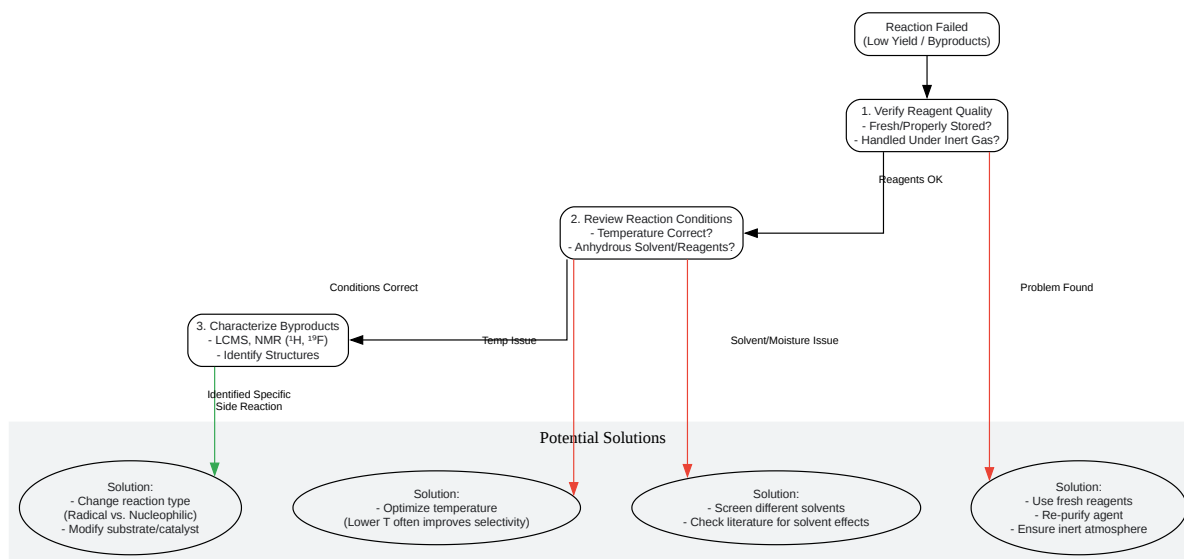 Reaction Failed
(Low Yield / Byproducts)
1. Verify Reagent Quality
- Fresh/Properly Stored?
- Handled Under Inert Gas?
Reagents OK
2. Review Reaction Conditions
- Temperature Correct?
- Anhydrous Solvent/Reagents?
Conditions Correct
Problem Found
3. Characterize Byproducts
- LCMS, NMR (¹H, ¹⁹F)
- Identify Structures
Temp Issue
Solvent/Moisture Issue
Identified Specific
Side Reaction
Potential Solutions
Solution:
- Change reaction type
(Radical vs. Nucleophilic)
- Modify substrate/catalyst
Solution:
- Optimize temperature
(Lower T often improves selectivity)
Solution:
- Screen different solvents
- Check literature for solvent effects
Solution:
- Use fresh reagents
- Re-purify agent
- Ensure inert atmosphere